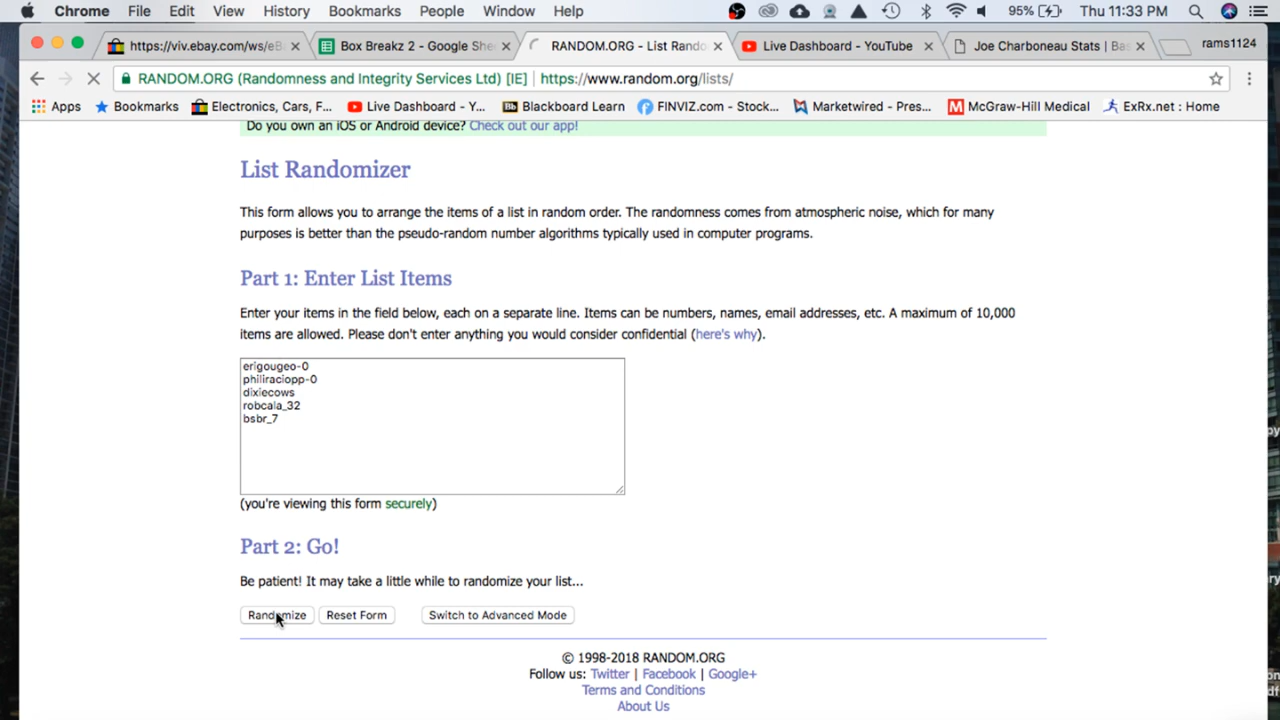 Chrome File Edit View History Bookmarks People Window Help 95% Thu 11:33 PM
https://viv.ebay.com/ws/eB Box Breakz 2 - Google She RANDOM.ORG - List Rando Live Dashboard - YouTube Joe Charboneau Stats | Bas rams1124
RANDOM.ORG (Randomness and Integrity Services Ltd) [IE] https://www.random.org/lists/
Apps Bookmarks Electronics, Cars, F... Live Dashboard - Y... Bb Blackboard Learn FINVIZ.com - Stock... Marketwired - Pres... M McGraw-Hill Medical ExRx.net : Home
Do you own an iOS or Android device? Check out our app!
List Randomizer
This form allows you to arrange the items of a list in random order. The randomness comes from atmospheric noise, which for many
purposes is better than the pseudo-random number algorithms typically used in computer programs.
Part 1: Enter List Items
Enter your items in the field below, each on a separate line. Items can be numbers, names, email addresses, etc. A maximum of 10,000
items are allowed. Please don't enter anything you would consider confidential (here's why).
erigougeo-0
philiraciopp-0
dixiecows
robcala_32
bsbr_7
(you're viewing this form securely)
Part 2: Go!
Be patient! It may take a little while to randomize your list...
Randomize Reset Form Switch to Advanced Mode
© 1998-2018 RANDOM.ORG
Follow us: Twitter | Facebook | Google+
Terms and Conditions
About Us